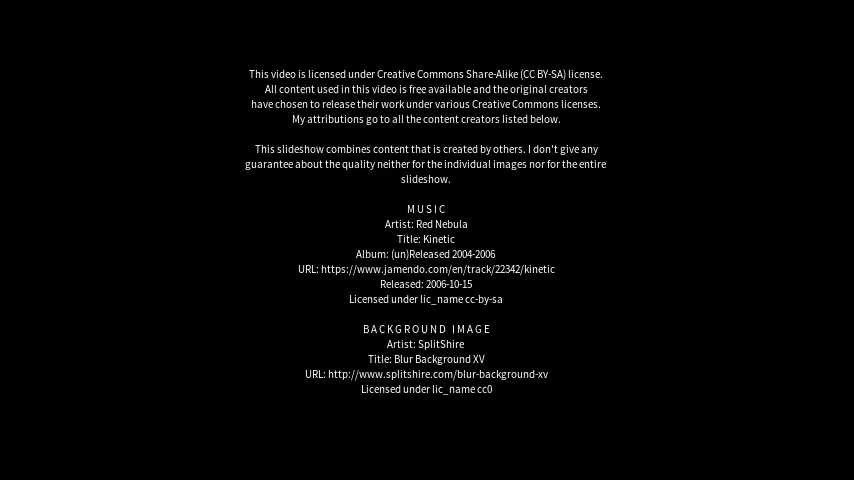 This video is licensed under Creative Commons Share-Alike (CC BY-SA) license.
All content used in this video is free available and the original creators
have chosen to release their work under various Creative Commons licenses.
My attributions go to all the content creators listed below.
This slideshow combines content that is created by others. I don't give any
guarantee about the quality neither for the individual images nor for the entire
slideshow.
MUSIC
Artist: Red Nebula
Title: Kinetic
Album: (un)Released 2004-2006
URL: https://www.jamendo.com/en/track/22342/kinetic
Released: 2006-10-15
Licensed under lic_name cc-by-sa
BACKGROUND IMAGE
Artist: SplitShire
Title: Blur Background XV
URL: http://www.splitshire.com/blur-background-xv
Licensed under lic_name cc0